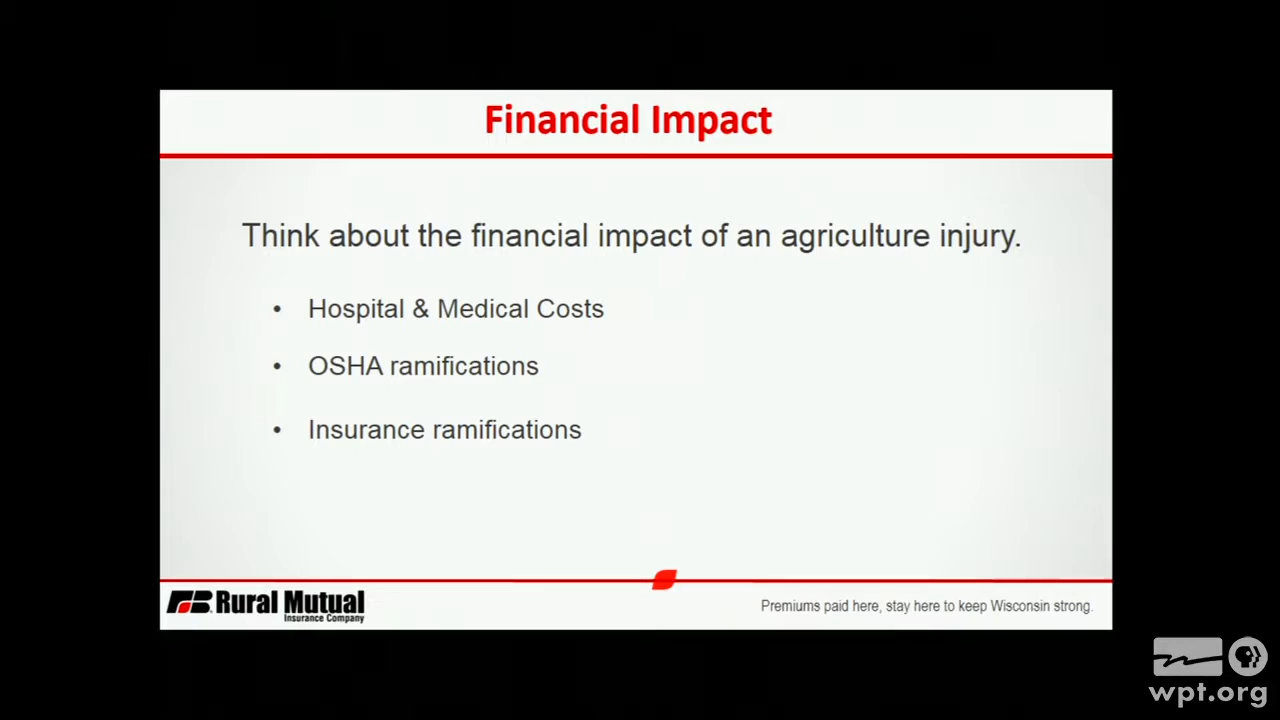 Financial Impact
Think about the financial impact of an agriculture injury.
• Hospital & Medical Costs
• OSHA ramifications
• Insurance ramifications
FB Rural Mutual
Insurance Company
Premiums paid here, stay here to keep Wisconsin strong.
wpt.org